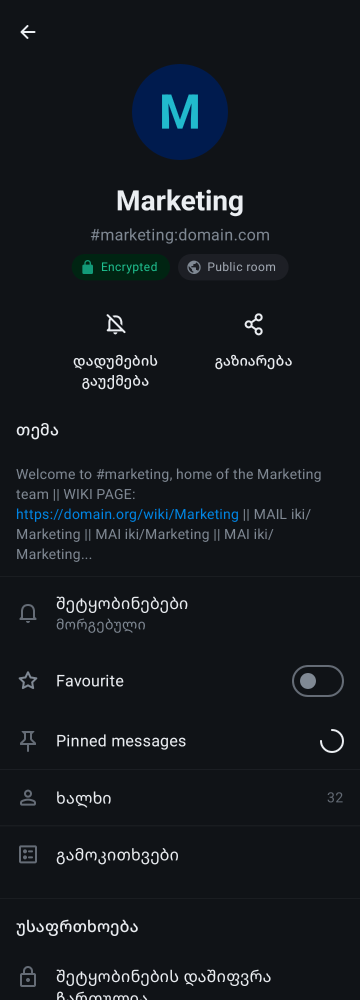 M
Marketing
#marketing:domain.com
Encrypted
Public room
დადუმების
გაუქმება
გაზიარება
თემა
Welcome to #marketing, home of the Marketing
team || WIKI PAGE:
https://domain.org/wiki/Marketing || MAIL iki/
Marketing || MAI iki/Marketing || MAI iki/
Marketing...
შეტყობინებები
მორგებული
Favourite
Pinned messages
ხალხი 32
გამოკითხვები
უსაფრთხოება
შეტყობინების დაშიფვრა
ჩართულია